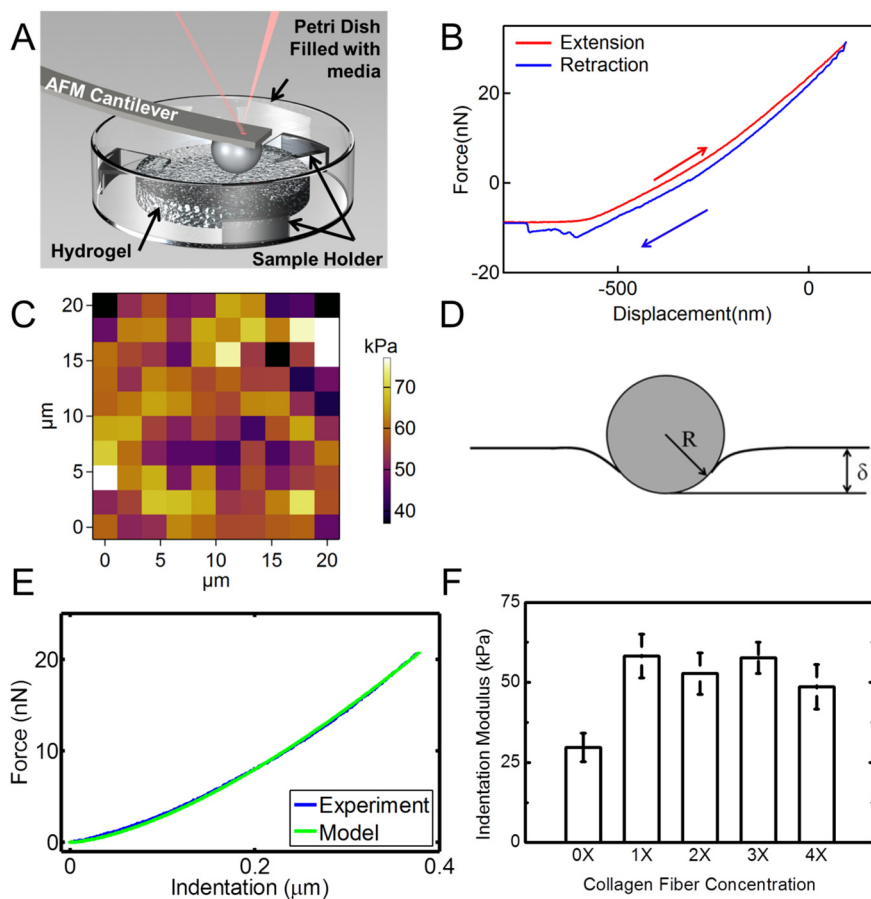 A
Petri Dish
Filled with
media
AFM Cantilever
Hydrogel
Sample Holder
B
Extension
Retraction
Force(nN)
20
0
-20
-500
0
Displacement(nm)
C
20
15
10
5
0
μm
0
5
10
15
20
μm
kPa
70
60
50
40
D
R
δ
E
Force (nN)
20
10
0
0
0.2
0.4
Indentation (μm)
Experiment
Model
F
Indentation Modulus (kPa)
75
50
25
0
0X
1X
2X
3X
4X
Collagen Fiber Concentration